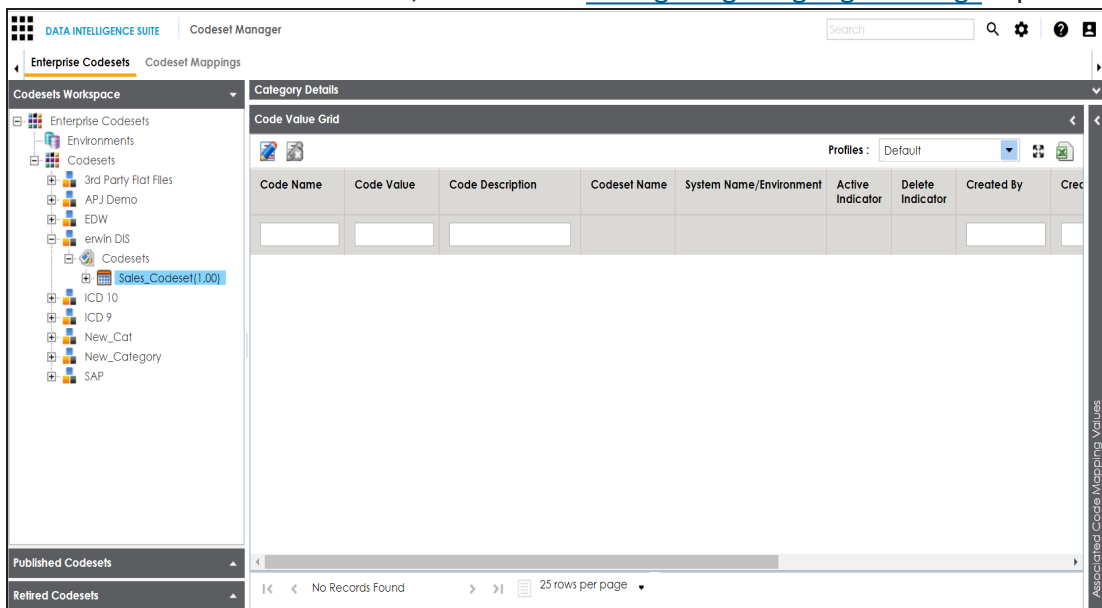 DATA INTELLIGENCE SUITE Codeset Manager Search
Enterprise Codesets Codeset Mappings
Codesets Workspace
Enterprise Codesets
Environments
Codesets
3rd Party Flat Files
APJ Demo
EDW
erwin DIS
Codesets
Sales_Codeset(1.00)
ICD 10
ICD 9
New_Cat
New_Category
SAP
Published Codesets
Retired Codesets
Category Details
Code Value Grid
Profiles : Default
Code Name Code Value Code Description Codeset Name System Name/Environment Active Indicator Delete Indicator Created By
No Records Found 25 rows per page
Associated Code Mapping Values